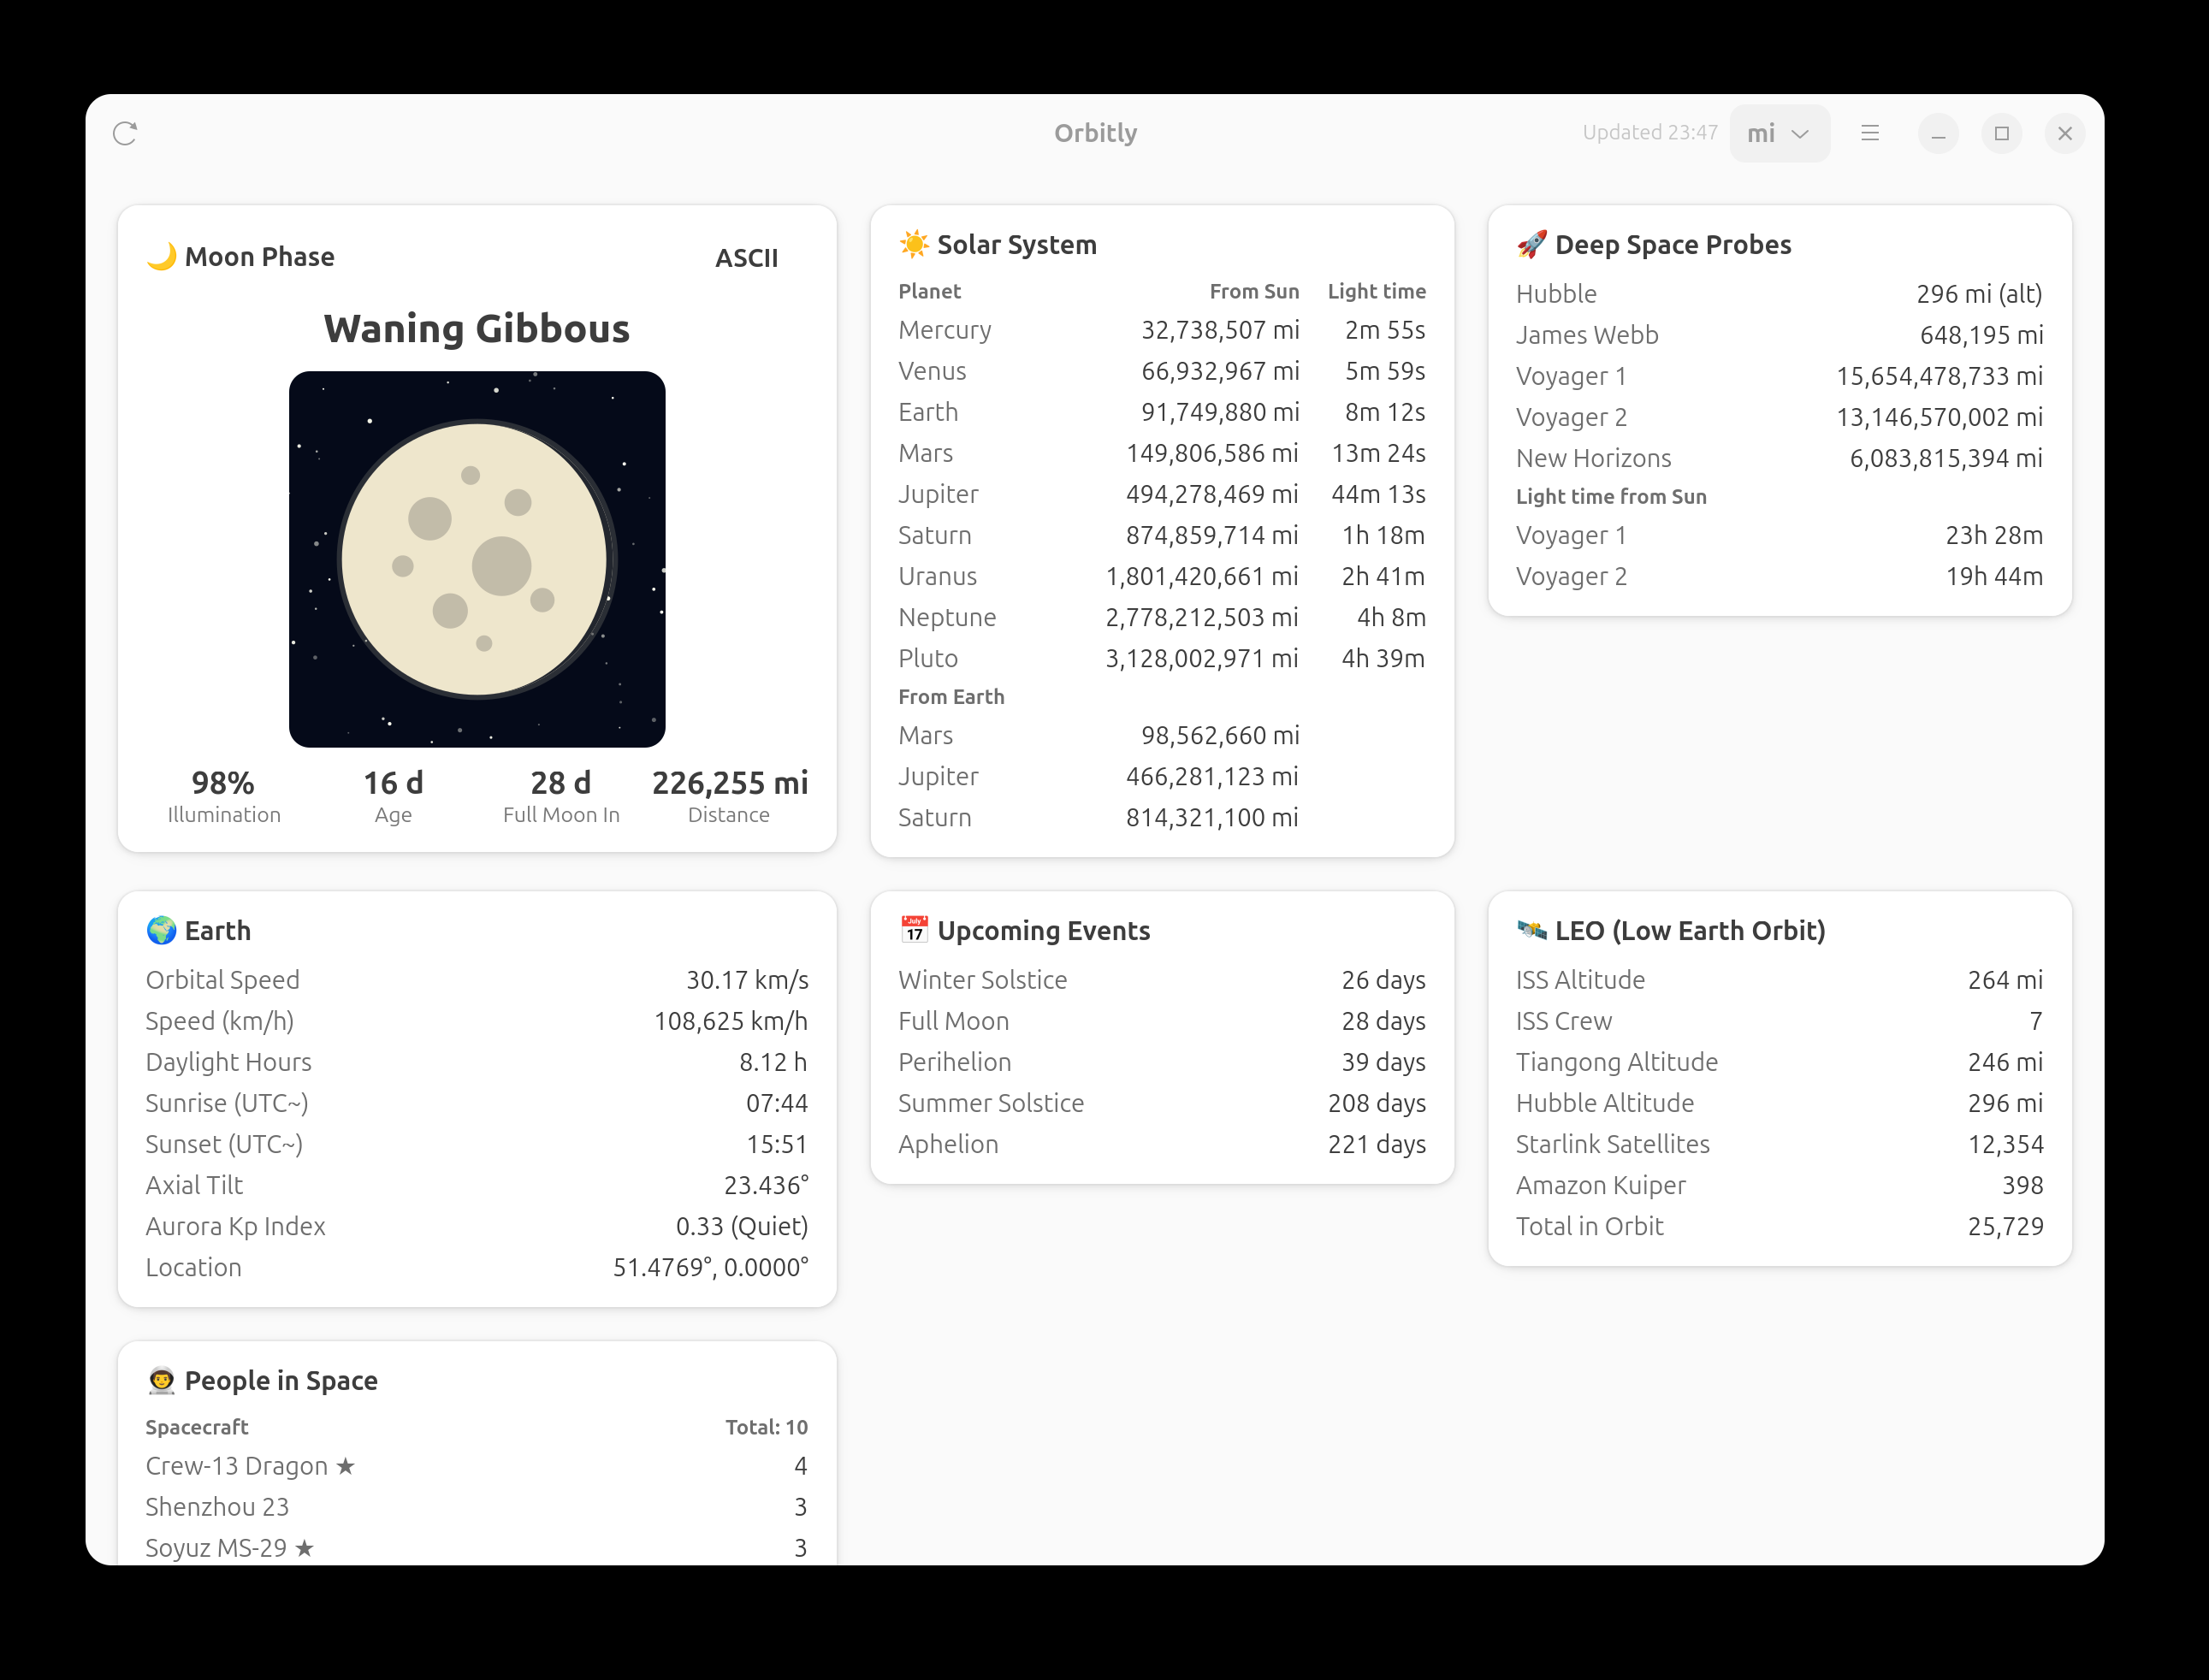 Orbitly
Updated 23:47
mi
🌙 Moon Phase
ASCII
Waning Gibbous
98% 16 d 28 d 226,255 mi
Illumination Age Full Moon In Distance
☀️ Solar System
Planet From Sun Light time
Mercury 32,738,507 mi 2m 55s
Venus 66,932,967 mi 5m 59s
Earth 91,749,880 mi 8m 12s
Mars 149,806,586 mi 13m 24s
Jupiter 494,278,469 mi 44m 13s
Saturn 874,859,714 mi 1h 18m
Uranus 1,801,420,661 mi 2h 41m
Neptune 2,778,212,503 mi 4h 8m
Pluto 3,128,002,971 mi 4h 39m
From Earth
Mars 98,562,660 mi
Jupiter 466,281,123 mi
Saturn 814,321,100 mi
🚀 Deep Space Probes
Hubble 296 mi (alt)
James Webb 648,195 mi
Voyager 1 15,654,478,733 mi
Voyager 2 13,146,570,002 mi
New Horizons 6,083,815,394 mi
Light time from Sun
Voyager 1 23h 28m
Voyager 2 19h 44m
🌍 Earth
Orbital Speed 30.17 km/s
Speed (km/h) 108,625 km/h
Daylight Hours 8.12 h
Sunrise (UTC~) 07:44
Sunset (UTC~) 15:51
Axial Tilt 23.436°
Aurora Kp Index 0.33 (Quiet)
Location 51.4769°, 0.0000°
📅 Upcoming Events
Winter Solstice 26 days
Full Moon 28 days
Perihelion 39 days
Summer Solstice 208 days
Aphelion 221 days
🛰️ LEO (Low Earth Orbit)
ISS Altitude 264 mi
ISS Crew 7
Tiangong Altitude 246 mi
Hubble Altitude 296 mi
Starlink Satellites 12,354
Amazon Kuiper 398
Total in Orbit 25,729
👨‍🚀 People in Space
Spacecraft Total: 10
Crew-13 Dragon ★ 4
Shenzhou 23 3
Soyuz MS-29 ★ 3